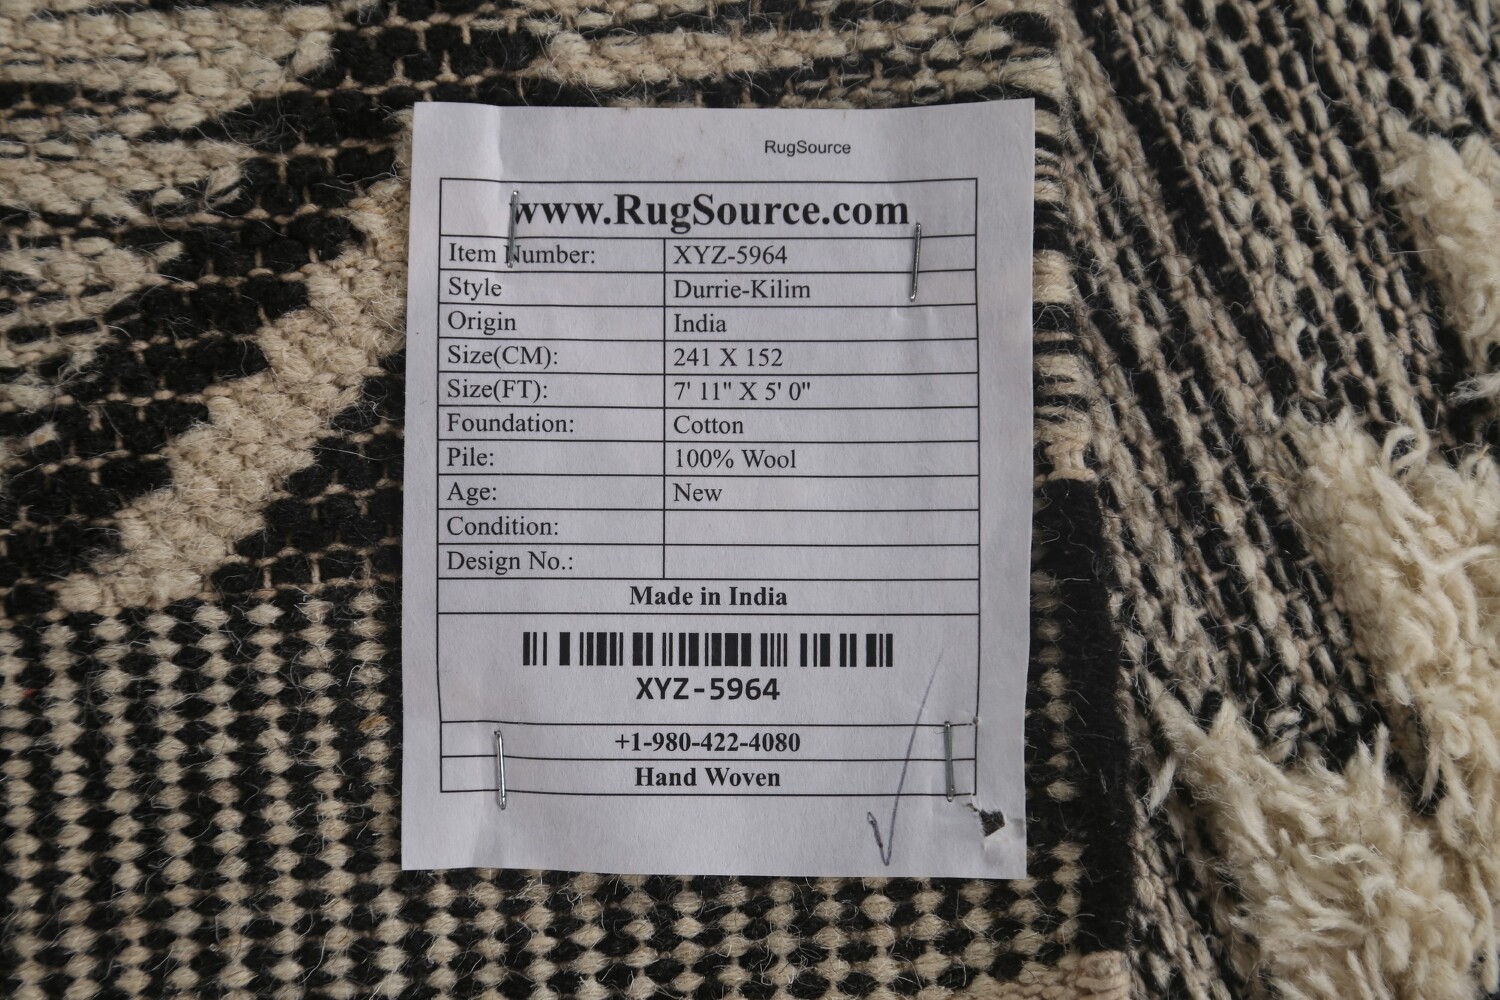 RugSource
www.RugSource.com
Item Number: XYZ-5964
Style Durrie-Kilim
Origin India
Size(CM): 241 X 152
Size(FT): 7' 11" X 5' 0"
Foundation: Cotton
Pile: 100% Wool
Age: New
Condition:
Design No.:
Made in India
XYZ-5964
+1-980-422-4080
Hand Woven